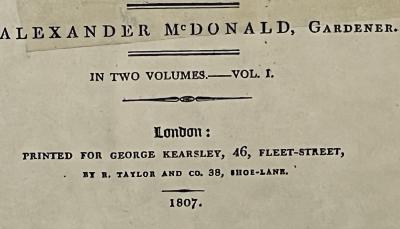 ALEXANDER McDONALD, GARDENER.
IN TWO VOLUMES.——VOL. I.
London:
PRINTED FOR GEORGE KEARSLEY, 46, FLEET-STREET,
BY R. TAYLOR AND CO. 38, SHOE-LANE.
1807.